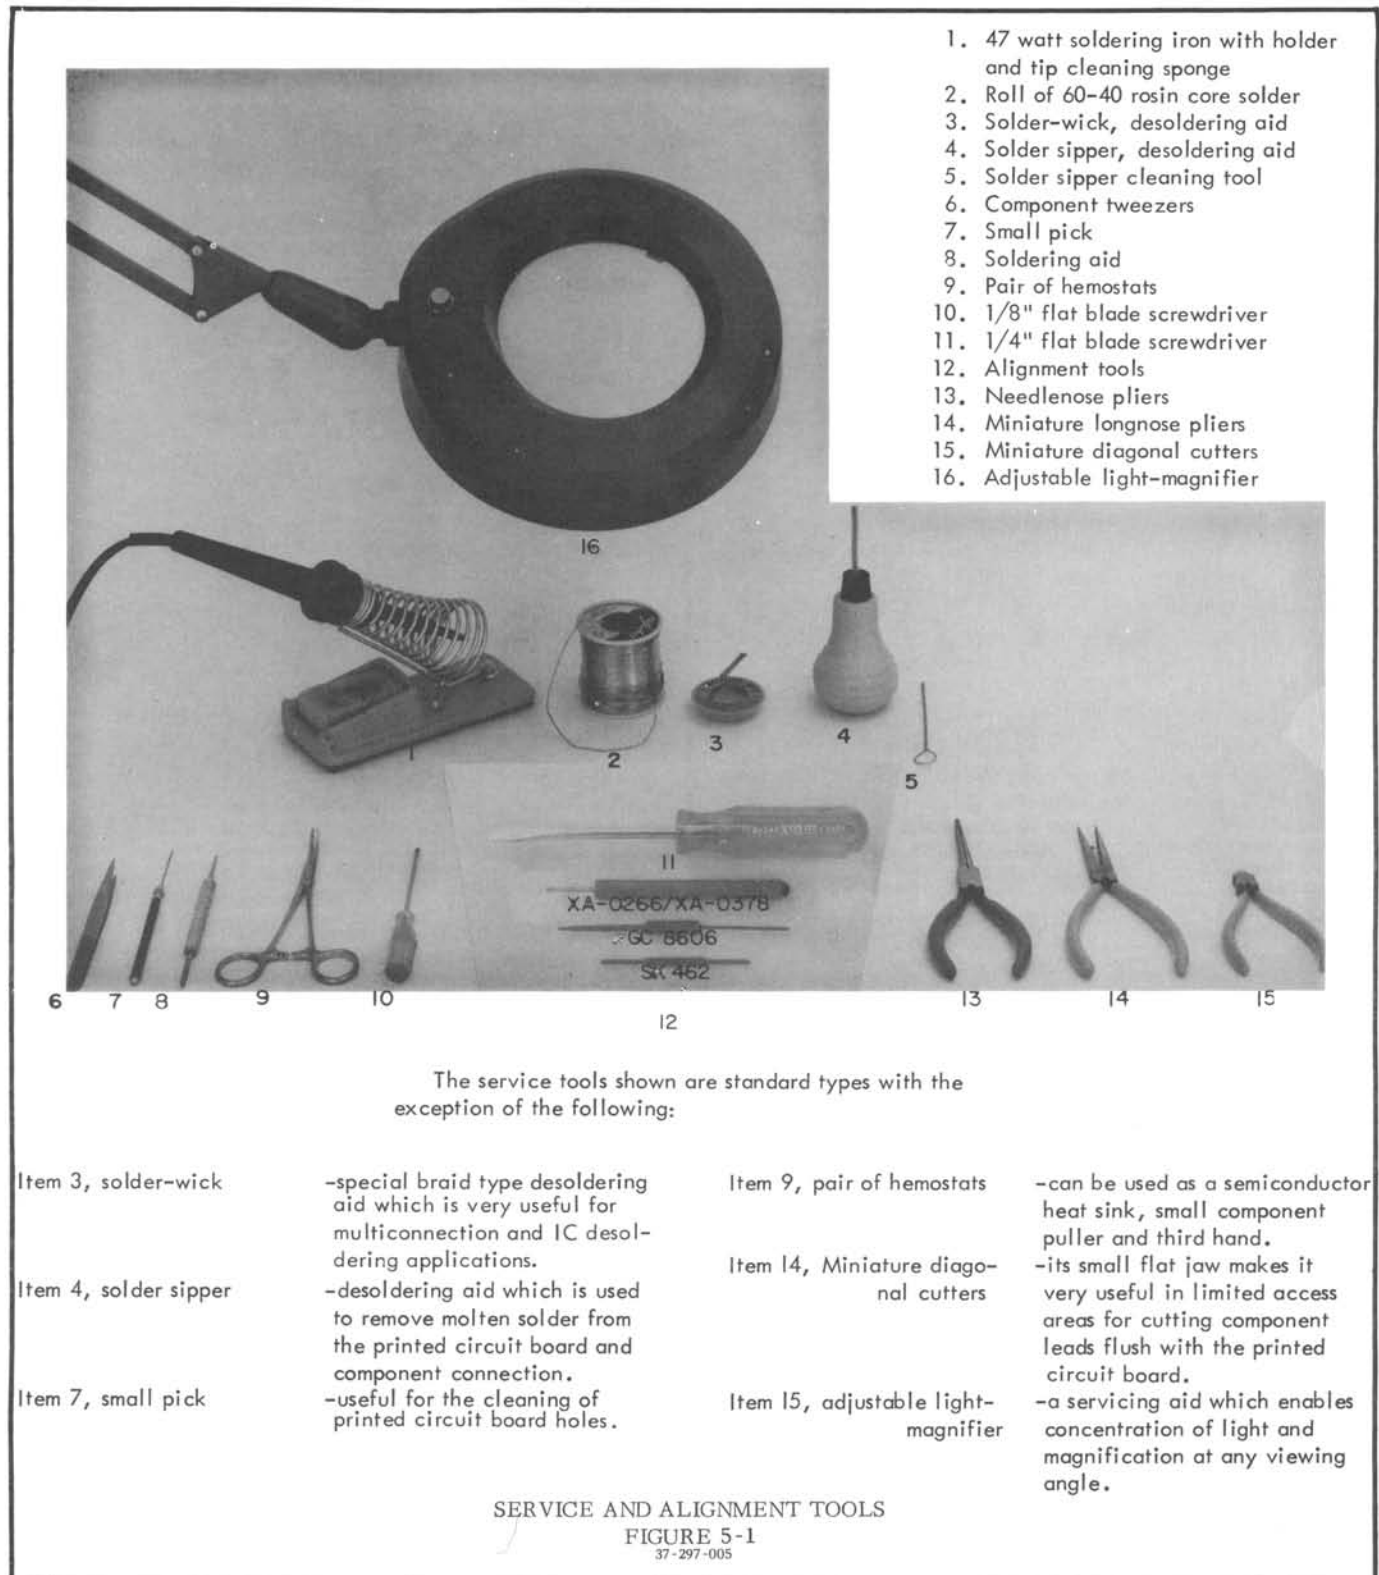 1. 47 watt soldering iron with holder
and tip cleaning sponge
2. Roll of 60-40 rosin core solder
3. Solder-wick, desoldering aid
4. Solder sipper, desoldering aid
5. Solder sipper cleaning tool
6. Component tweezers
7. Small pick
8. Soldering aid
9. Pair of hemostats
10. 1/8" flat blade screwdriver
11. 1/4" flat blade screwdriver
12. Alignment tools
13. Needlenose pliers
14. Miniature longnose pliers
15. Miniature diagonal cutters
16. Adjustable light-magnifier
16
1
2
3
4
5
11
XA-0266/XA-0378
GC 8606
SK 462
6
7
8
9
10
12
13
14
15
The service tools shown are standard types with the
exception of the following:
Item 3, solder-wick
-special braid type desoldering
aid which is very useful for
multiconnection and IC desol-
dering applications.
Item 4, solder sipper
-desoldering aid which is used
to remove molten solder from
the printed circuit board and
component connection.
Item 7, small pick
-useful for the cleaning of
printed circuit board holes.
Item 9, pair of hemostats
-can be used as a semiconductor
heat sink, small component
puller and third hand.
Item 14, Miniature diago-
nal cutters
-its small flat jaw makes it
very useful in limited access
areas for cutting component
leads flush with the printed
circuit board.
Item 15, adjustable light-
magnifier
-a servicing aid which enables
concentration of light and
magnification at any viewing
angle.
SERVICE AND ALIGNMENT TOOLS
FIGURE 5-1
37-297-005